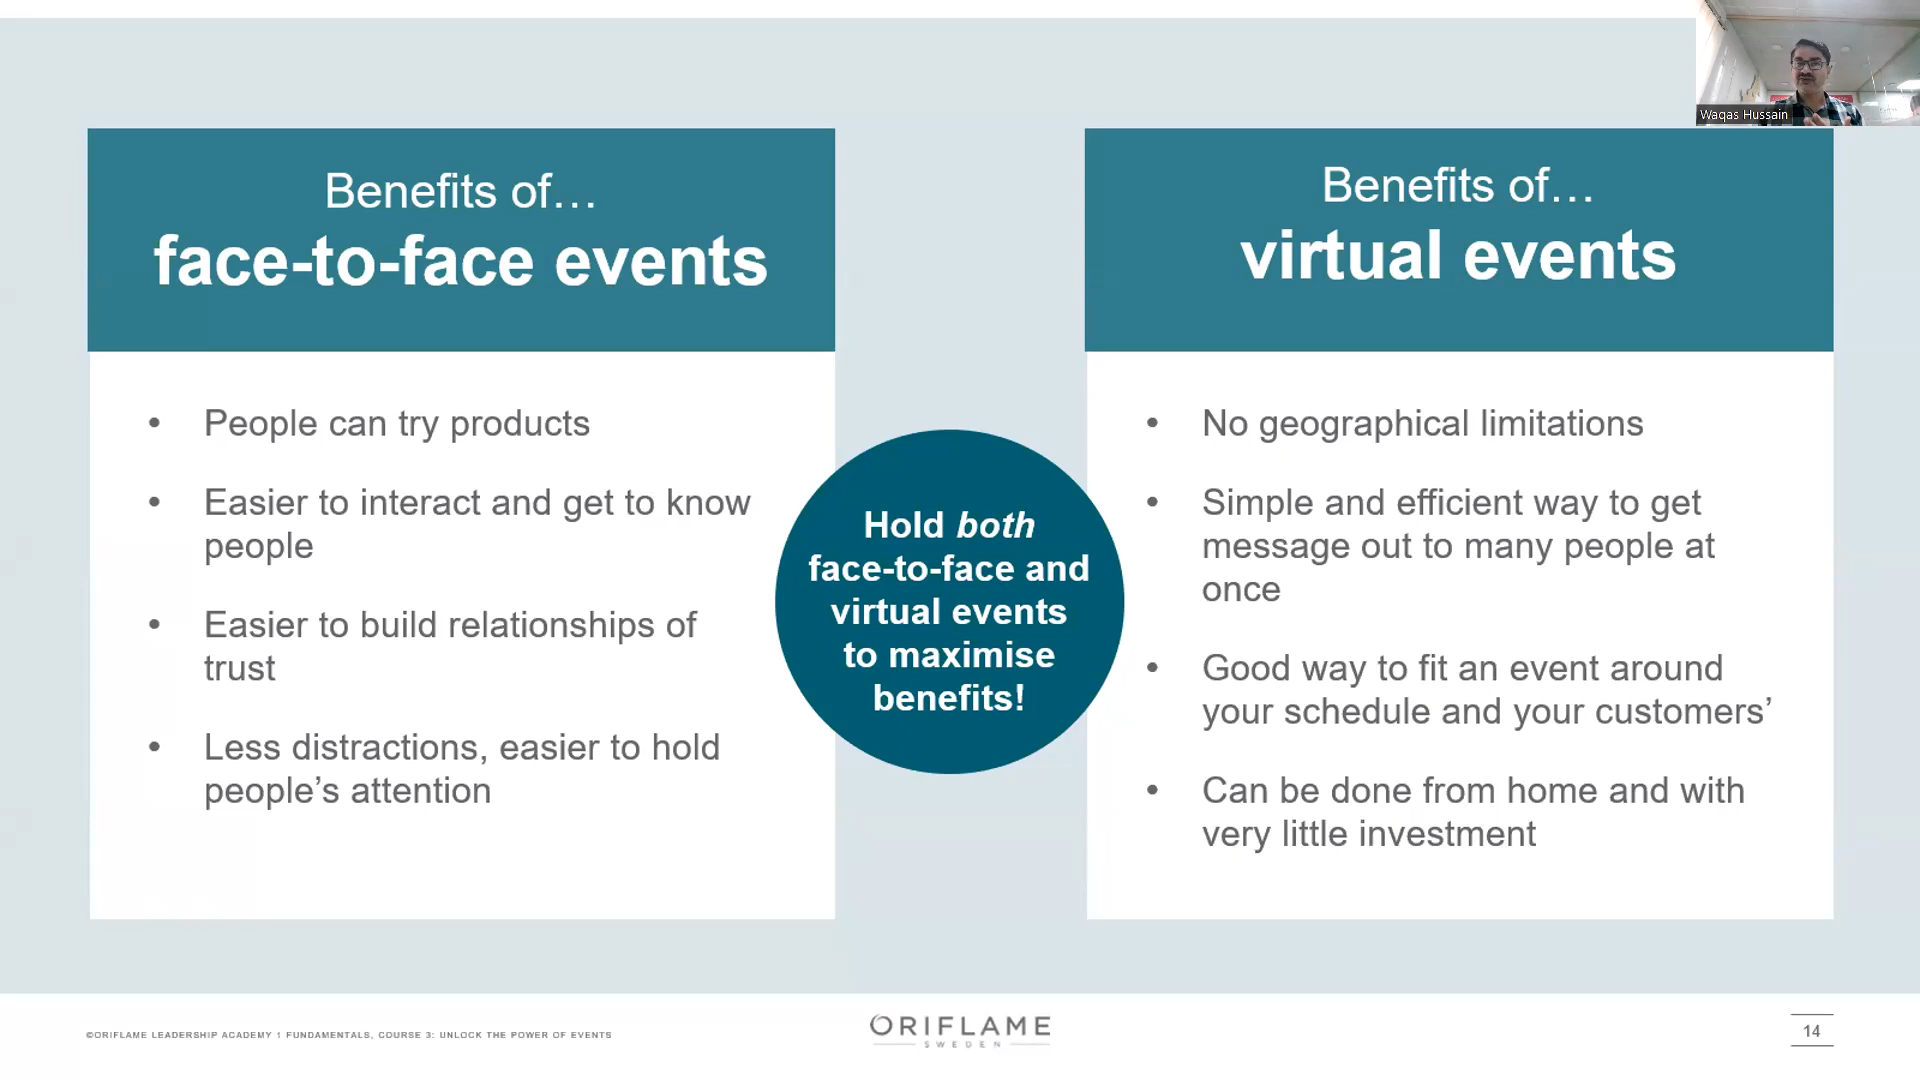 Waqas Hussain
Benefits of…
face-to-face events
• People can try products
• Easier to interact and get to know
people
• Easier to build relationships of
trust
• Less distractions, easier to hold
people’s attention
Hold both
face-to-face and
virtual events
to maximise
benefits!
Benefits of…
virtual events
• No geographical limitations
• Simple and efficient way to get
message out to many people at
once
• Good way to fit an event around
your schedule and your customers’
• Can be done from home and with
very little investment
©ORIFLAME LEADERSHIP ACADEMY 1 FUNDAMENTALS, COURSE 3: UNLOCK THE POWER OF EVENTS
ORIFLAME
SWEDEN
14